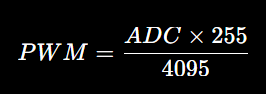 PWM = ADC × 255 / 4095